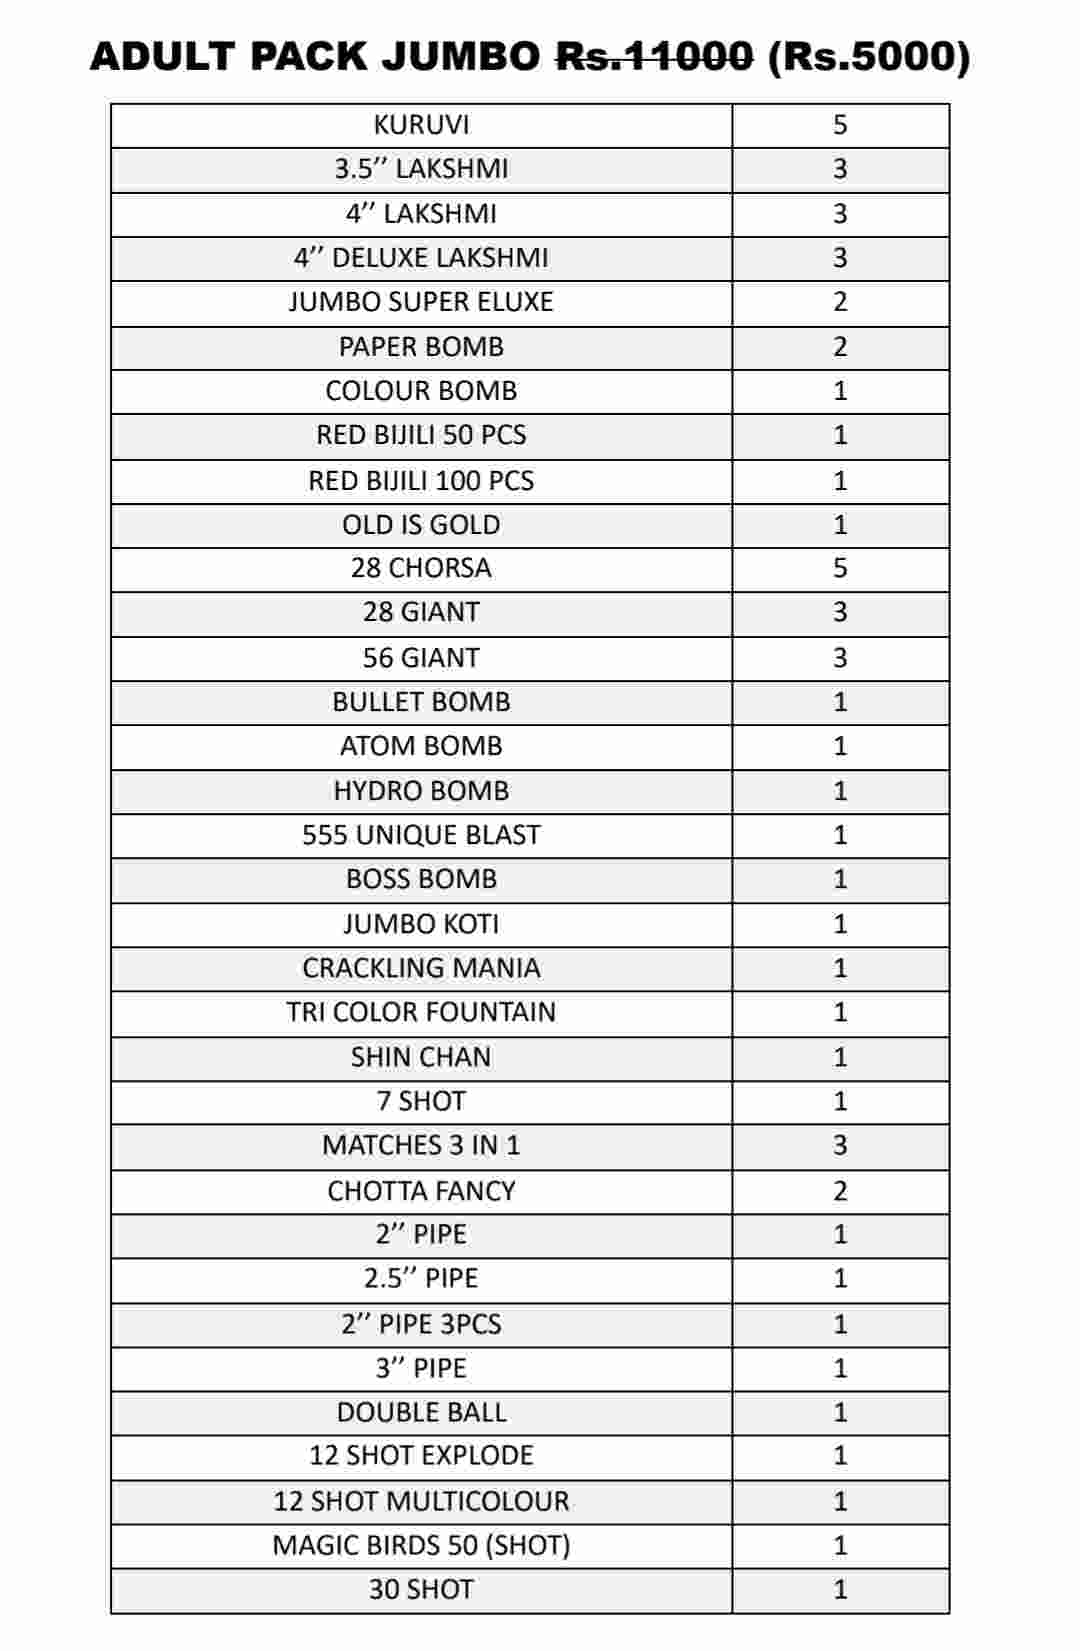 ADULT PACK JUMBO Rs.11000 (Rs.5000)
KURUVI 5
3.5’’ LAKSHMI 3
4’’ LAKSHMI 3
4’’ DELUXE LAKSHMI 3
JUMBO SUPER ELUXE 2
PAPER BOMB 2
COLOUR BOMB 1
RED BIJILI 50 PCS 1
RED BIJILI 100 PCS 1
OLD IS GOLD 1
28 CHORSA 5
28 GIANT 3
56 GIANT 3
BULLET BOMB 1
ATOM BOMB 1
HYDRO BOMB 1
555 UNIQUE BLAST 1
BOSS BOMB 1
JUMBO KOTI 1
CRACKLING MANIA 1
TRI COLOR FOUNTAIN 1
SHIN CHAN 1
7 SHOT 1
MATCHES 3 IN 1 3
CHOTTA FANCY 2
2’’ PIPE 1
2.5’’ PIPE 1
2’’ PIPE 3PCS 1
3’’ PIPE 1
DOUBLE BALL 1
12 SHOT EXPLODE 1
12 SHOT MULTICOLOUR 1
MAGIC BIRDS 50 (SHOT) 1
30 SHOT 1